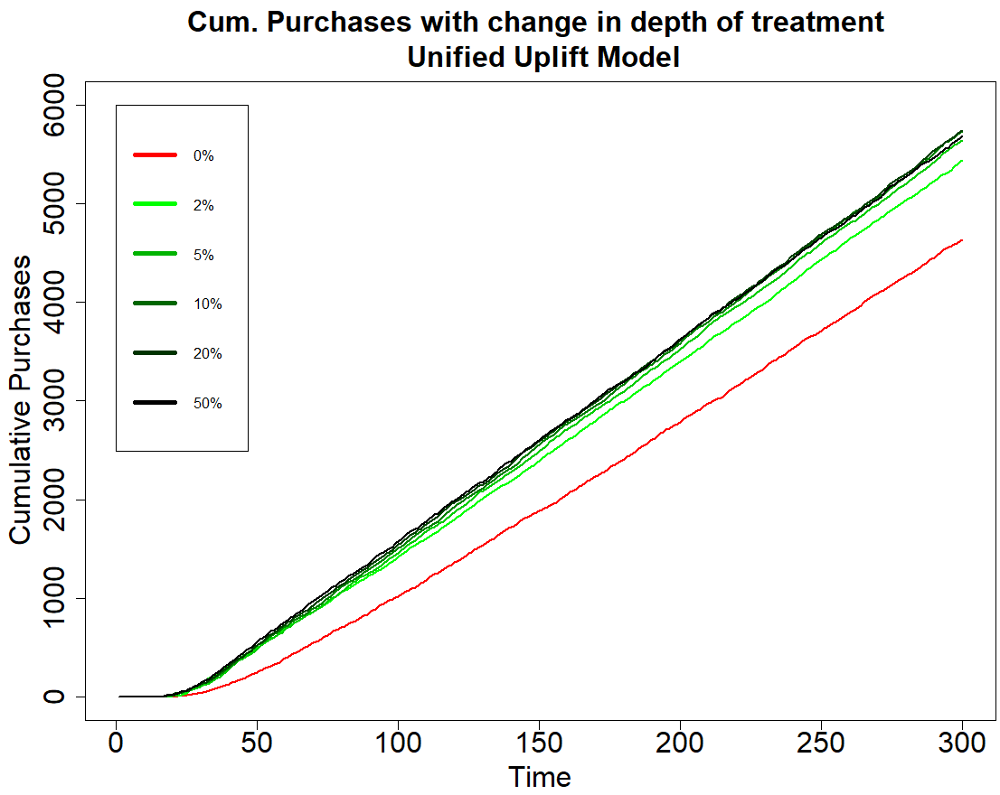 Cum. Purchases with change in depth of treatment
Unified Uplift Model
Cumulative Purchases
6000
5000
4000
3000
2000
1000
0
0%
2%
5%
10%
20%
50%
0 50 100 150 200 250 300
Time